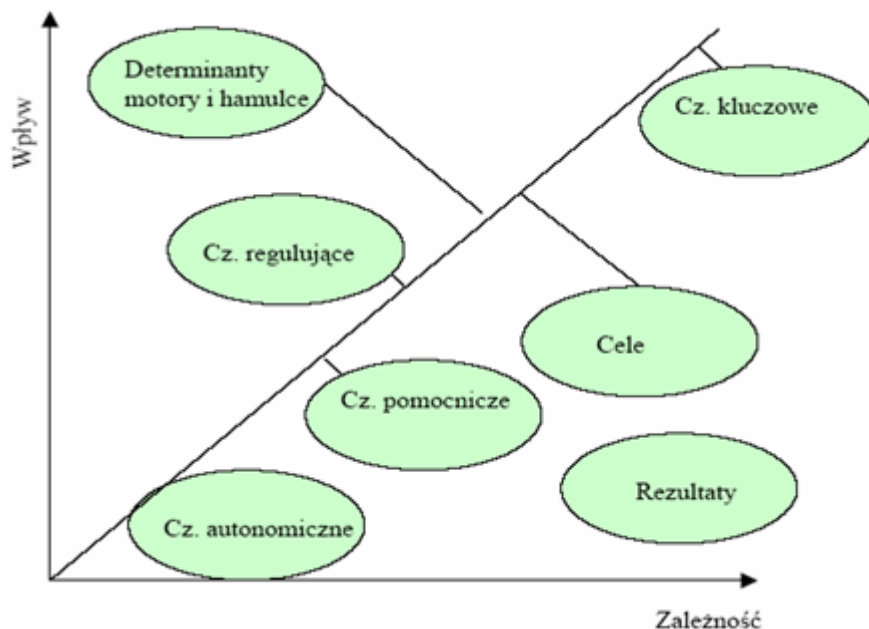 Wpływ
Determinanty
motory i hamulce
Cz. kluczowe
Cz. regulujące
Cele
Cz. pomocnicze
Rezultaty
Cz. autonomiczne
Zależność